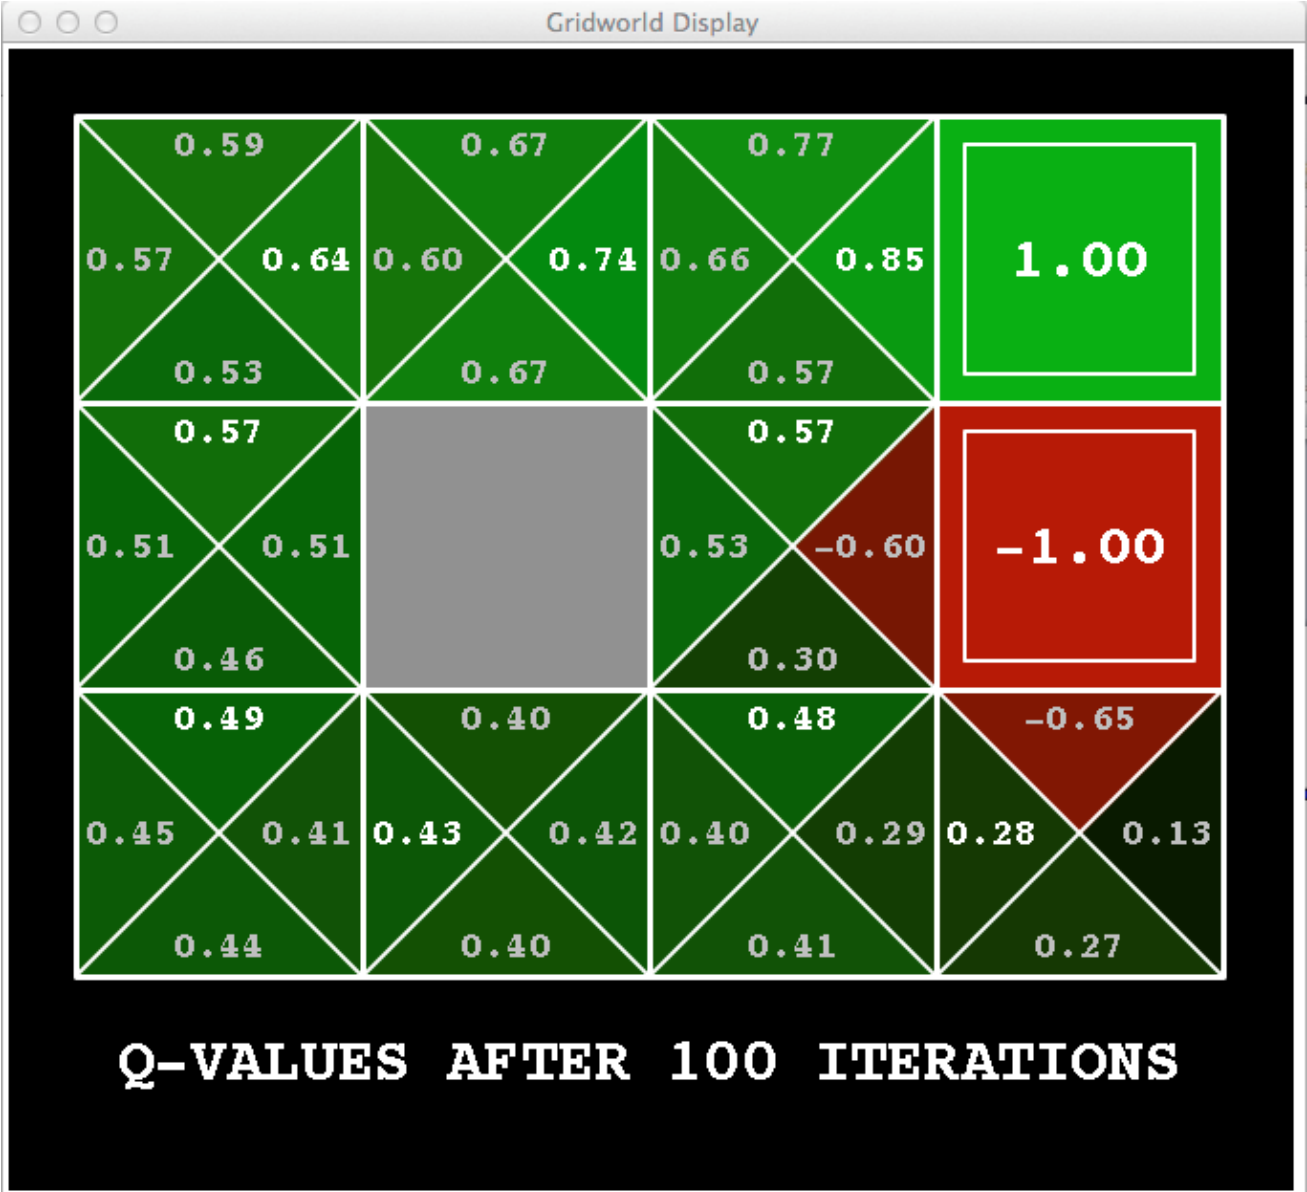 Gridworld Display
0.59 0.67 0.77
0.57 0.64 0.60 0.74 0.66 0.85 1.00
0.53 0.67 0.57
0.57 0.57
0.51 0.51 0.53 -0.60 -1.00
0.46 0.30
0.49 0.40 0.48 -0.65
0.45 0.41 0.43 0.42 0.40 0.29 0.28 0.13
0.44 0.40 0.41 0.27
Q-VALUES AFTER 100 ITERATIONS